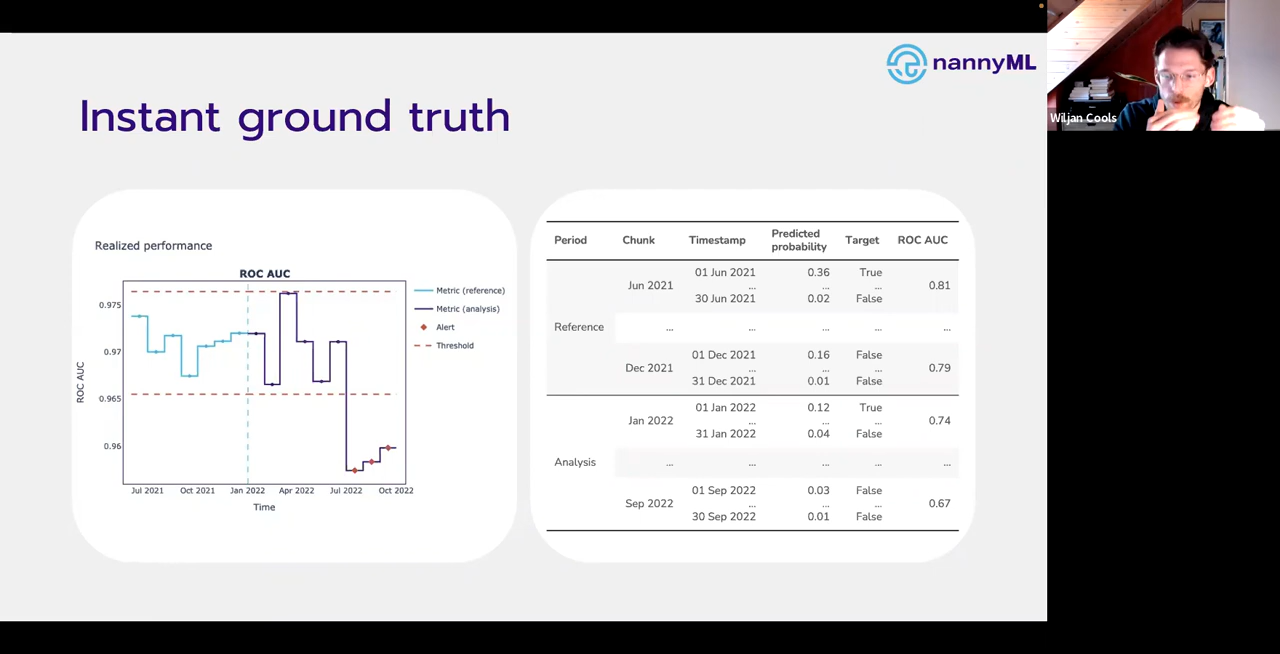 nannyML
Wiljan Cools
Instant ground truth
Realized performance
ROC AUC
ROC AUC
0.975
0.97
0.965
0.96
Jul 2021 Oct 2021 Jan 2022 Apr 2022 Jul 2022 Oct 2022
Time
Metric (reference)
Metric (analysis)
Alert
Threshold
Period Chunk Timestamp Predicted probability Target ROC AUC
01 Jun 2021 0.36 True
Jun 2021 ... ... ... 0.81
30 Jun 2021 0.02 False
Reference ... ... ... ... ...
01 Dec 2021 0.16 False
Dec 2021 ... ... ... 0.79
31 Dec 2021 0.01 False
01 Jan 2022 0.12 True
Jan 2022 ... ... ... 0.74
31 Jan 2022 0.04 False
Analysis ... ... ... ... ...
01 Sep 2022 0.03 False
Sep 2022 ... ... ... 0.67
30 Sep 2022 0.01 False